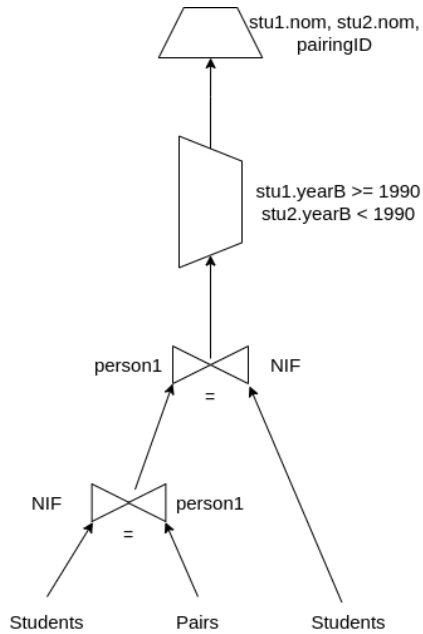 stu1.nom, stu2.nom,
pairingID
stu1.yearB >= 1990
stu2.yearB < 1990
person1
NIF
=
NIF
person1
=
Students
Pairs
Students